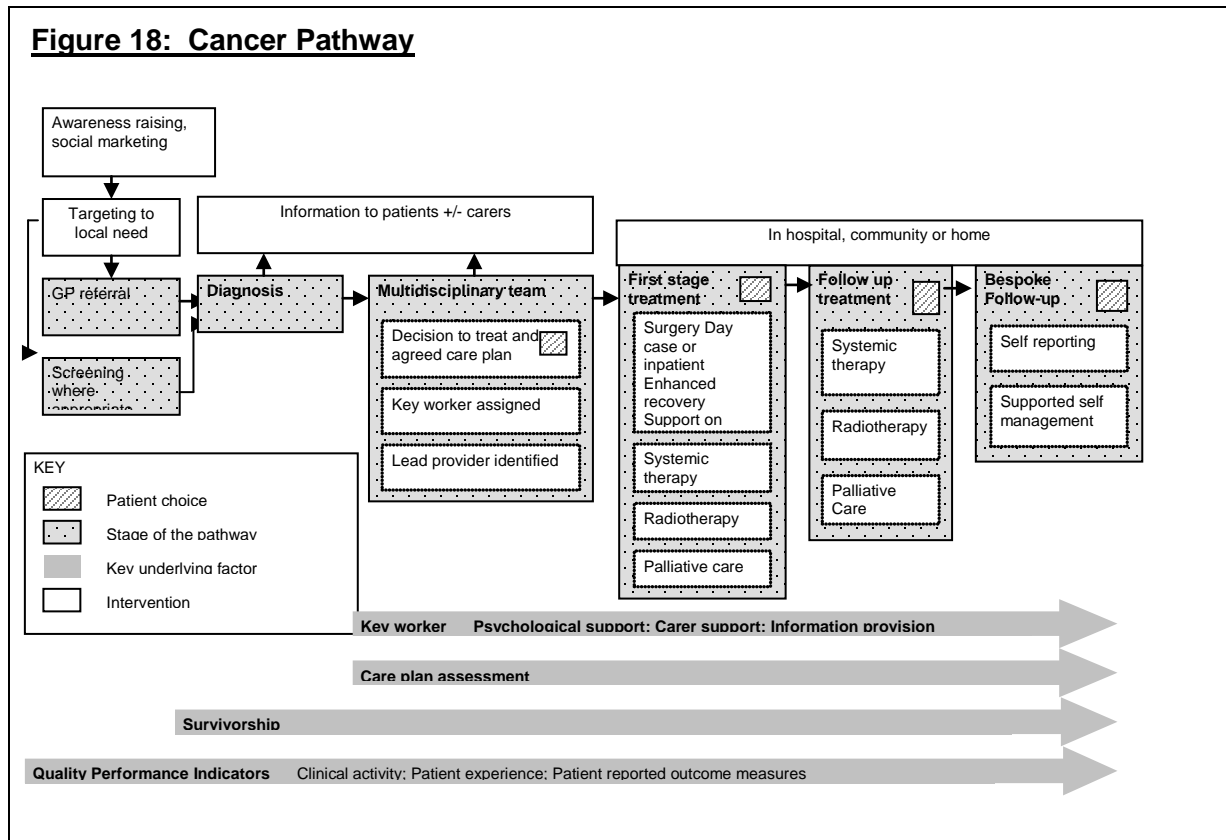 Figure 18:  Cancer Pathway
Awareness raising,
social marketing
Targeting to
local need
Information to patients +/- carers
In hospital, community or home
GP referral
Diagnosis
Multidisciplinary team
First stage
treatment
Follow up
treatment
Bespoke
Follow-up
Screening
where
appropriate
Decision to treat and
agreed care plan
Key worker assigned
Lead provider identified
Surgery Day
case or
inpatient
Enhanced
recovery
Support on
Systemic
therapy
Radiotherapy
Palliative care
Systemic
therapy
Radiotherapy
Palliative
Care
Self reporting
Supported self
management
KEY
Patient choice
Stage of the pathway
Key underlying factor
Intervention
Key worker    Psychological support; Carer support; Information provision
Care plan assessment
Survivorship
Quality Performance Indicators    Clinical activity; Patient experience; Patient reported outcome measures